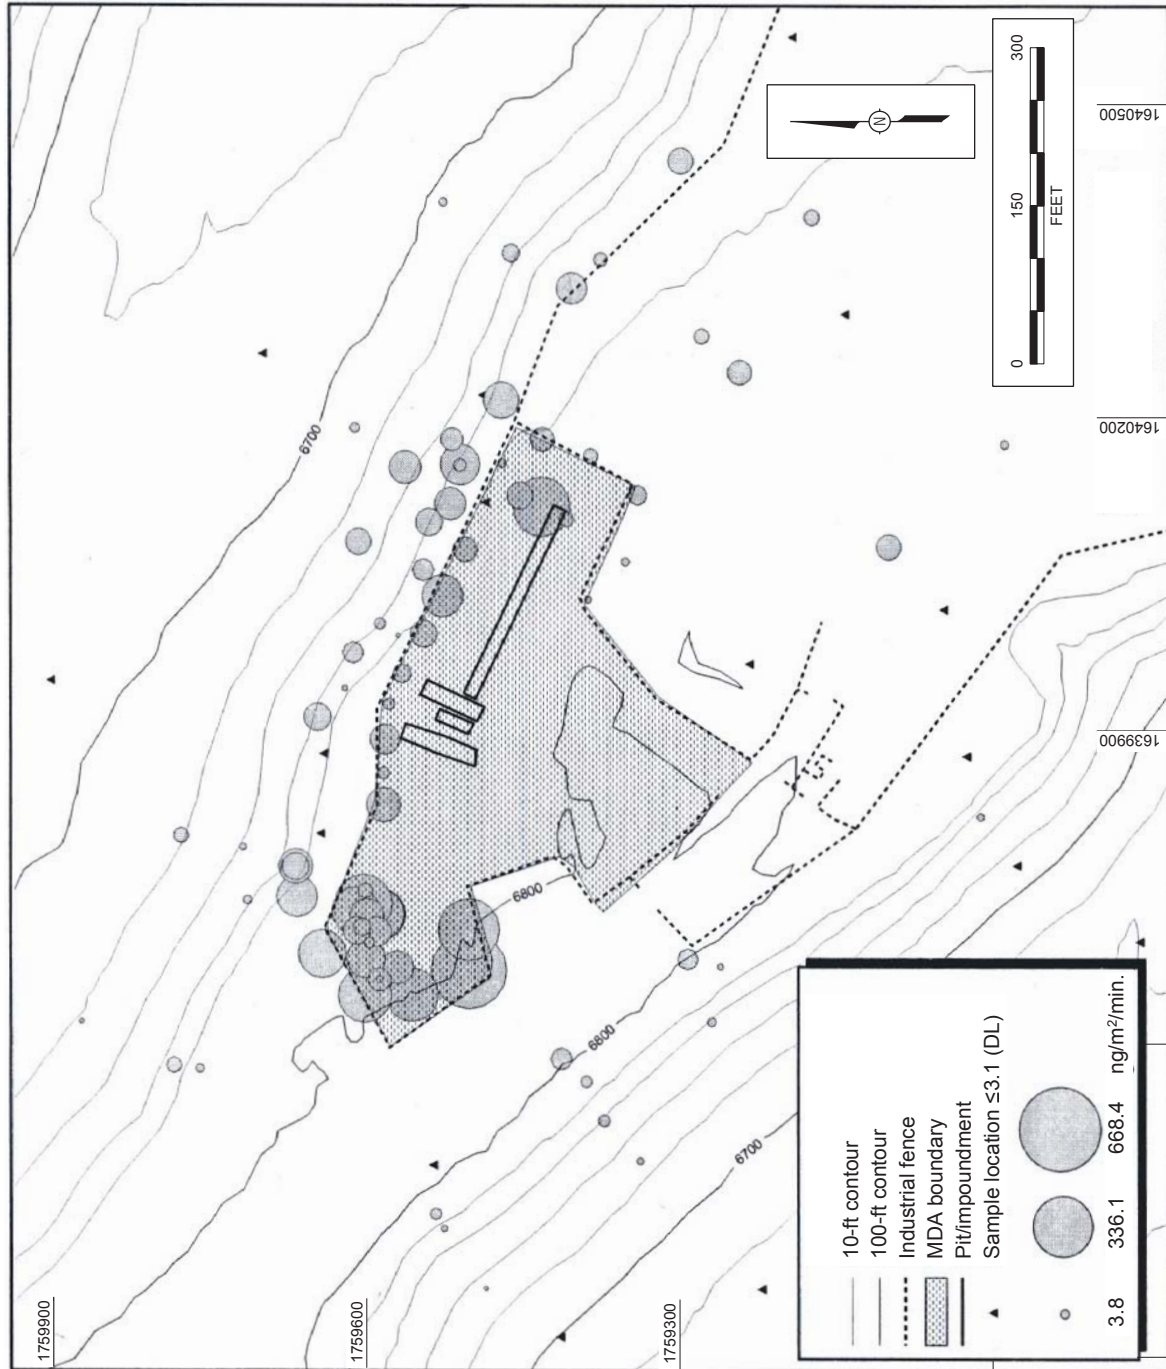 1759900
1759600
1759300
6700
6800
6800
6700
N
0 150 300
FEET
1640500
1640200
1639900
10-ft contour
100-ft contour
Industrial fence
MDA boundary
Pit/impoundment
Sample location ≤3.1 (DL)
3.8 336.1 668.4 ng/m²/min.